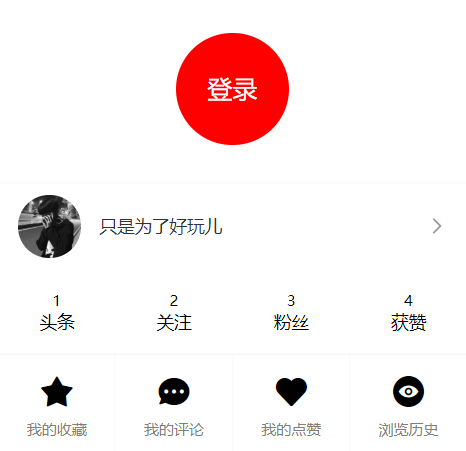 登录
只是为了好玩儿
1 2 3 4
头条 关注 粉丝 获赞
我的收藏 我的评论 我的点赞 浏览历史